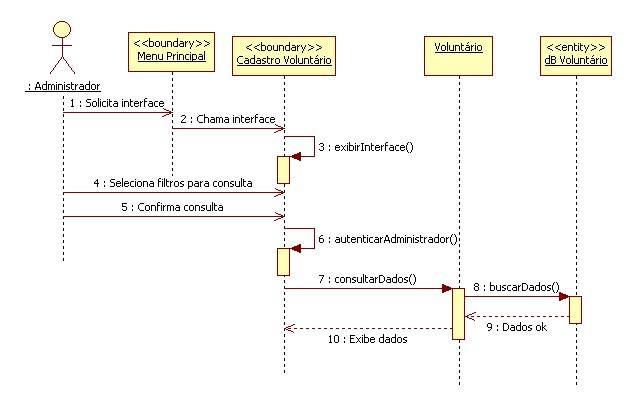 <<boundary>>
Menu Principal
<<boundary>>
Cadastro Voluntário
Voluntário
<<entity>>
dB Voluntário
: Administrador
1 : Solicita interface
2 : Chama interface
3 : exibirInterface()
4 : Seleciona filtros para consulta
5 : Confirma consulta
6 : autenticarAdministrador()
7 : consultarDados()
8 : buscarDados()
9 : Dados ok
10 : Exibe dados